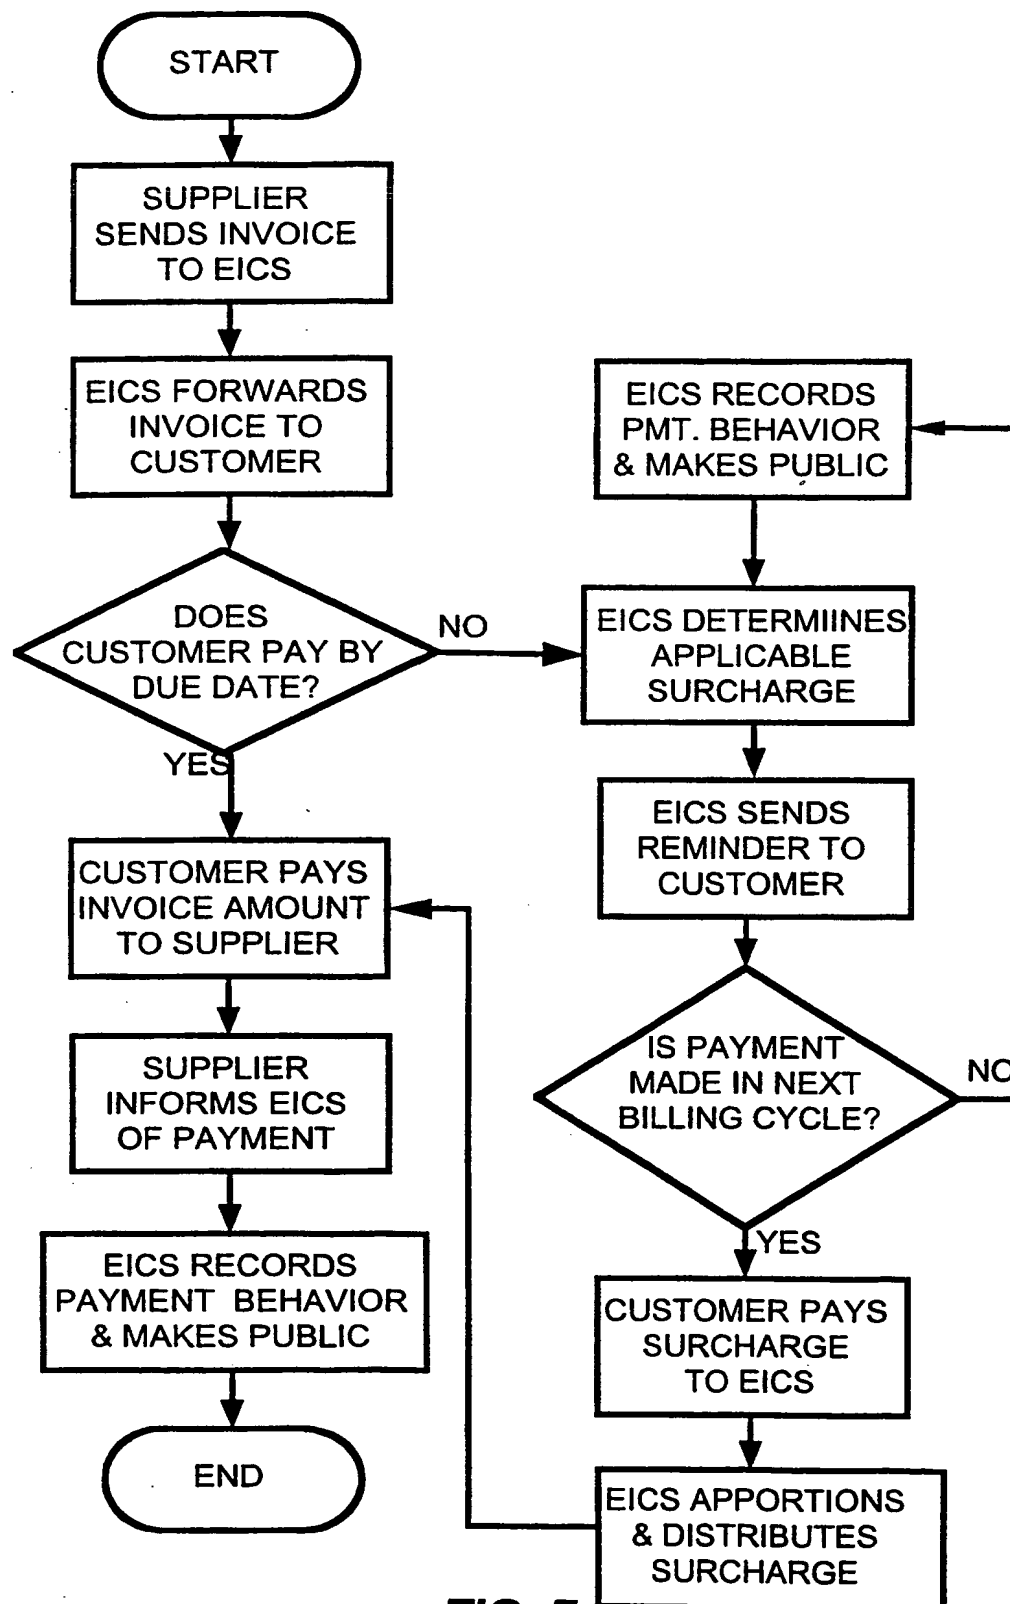 START
SUPPLIER
SENDS INVOICE
TO EICS
EICS FORWARDS
INVOICE TO
CUSTOMER
DOES
CUSTOMER PAY BY
DUE DATE?
NO
YES
CUSTOMER PAYS
INVOICE AMOUNT
TO SUPPLIER
SUPPLIER
INFORMS EICS
OF PAYMENT
EICS RECORDS
PAYMENT BEHAVIOR
& MAKES PUBLIC
END
EICS RECORDS
PMT. BEHAVIOR
& MAKES PUBLIC
EICS DETERMIINES
APPLICABLE
SURCHARGE
EICS SENDS
REMINDER TO
CUSTOMER
IS PAYMENT
MADE IN NEXT
BILLING CYCLE?
NO
YES
CUSTOMER PAYS
SURCHARGE
TO EICS
EICS APPORTIONS
& DISTRIBUTES
SURCHARGE